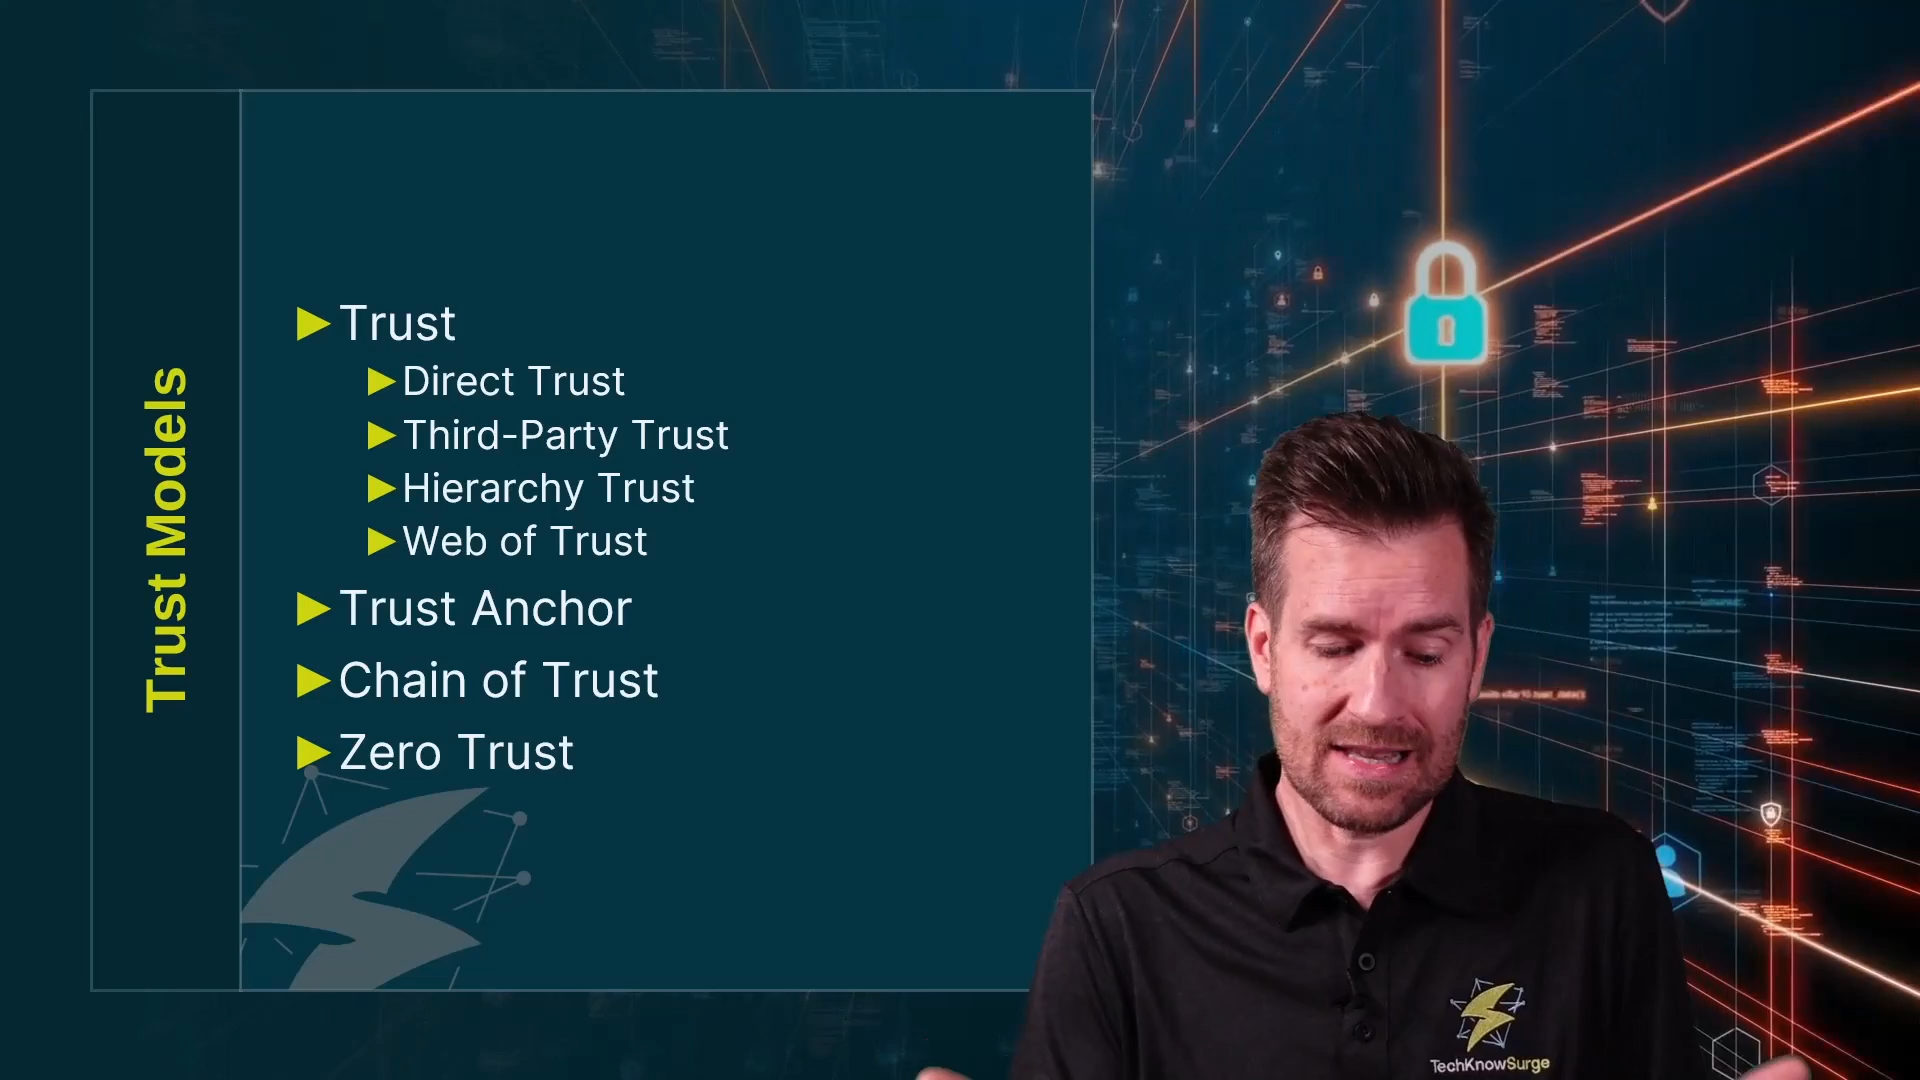 Trust Models
Trust
Direct Trust
Third-Party Trust
Hierarchy Trust
Web of Trust
Trust Anchor
Chain of Trust
Zero Trust
TechKnowSurge